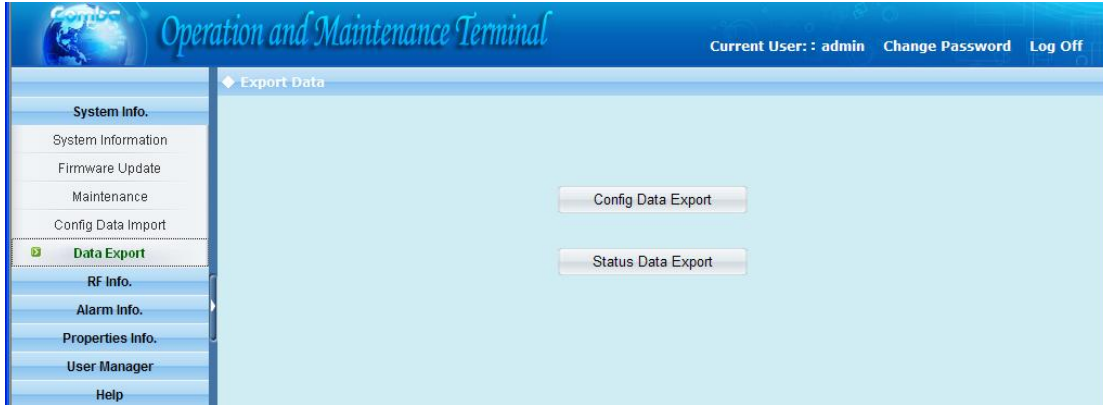 Comba
Operation and Maintenance Terminal
Current User: : admin Change Password Log Off
Export Data
System Info.
System Information
Firmware Update
Maintenance
Config Data Import
Data Export
RF Info.
Alarm Info.
Properties Info.
User Manager
Help
Config Data Export
Status Data Export